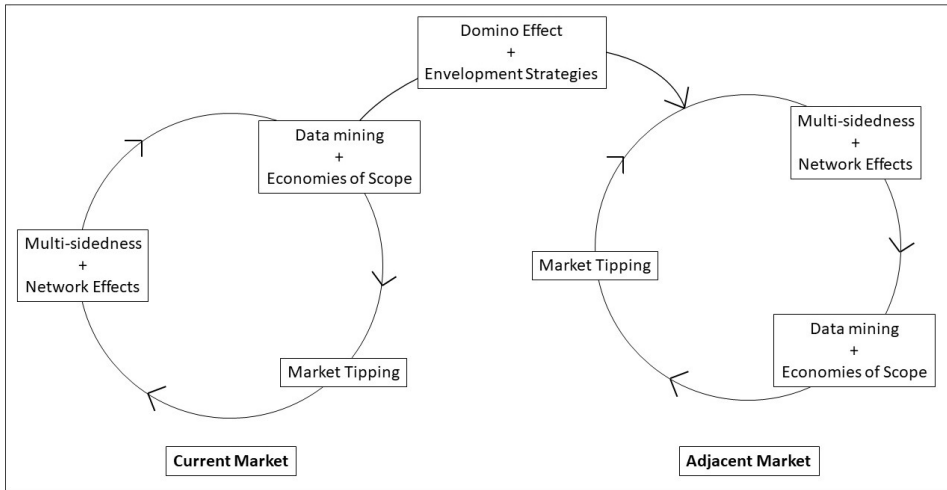 Domino Effect
+
Envelopment Strategies
Data mining
+
Economies of Scope
Multi-sidedness
+
Network Effects
Market Tipping
Current Market
Multi-sidedness
+
Network Effects
Market Tipping
Data mining
+
Economies of Scope
Adjacent Market